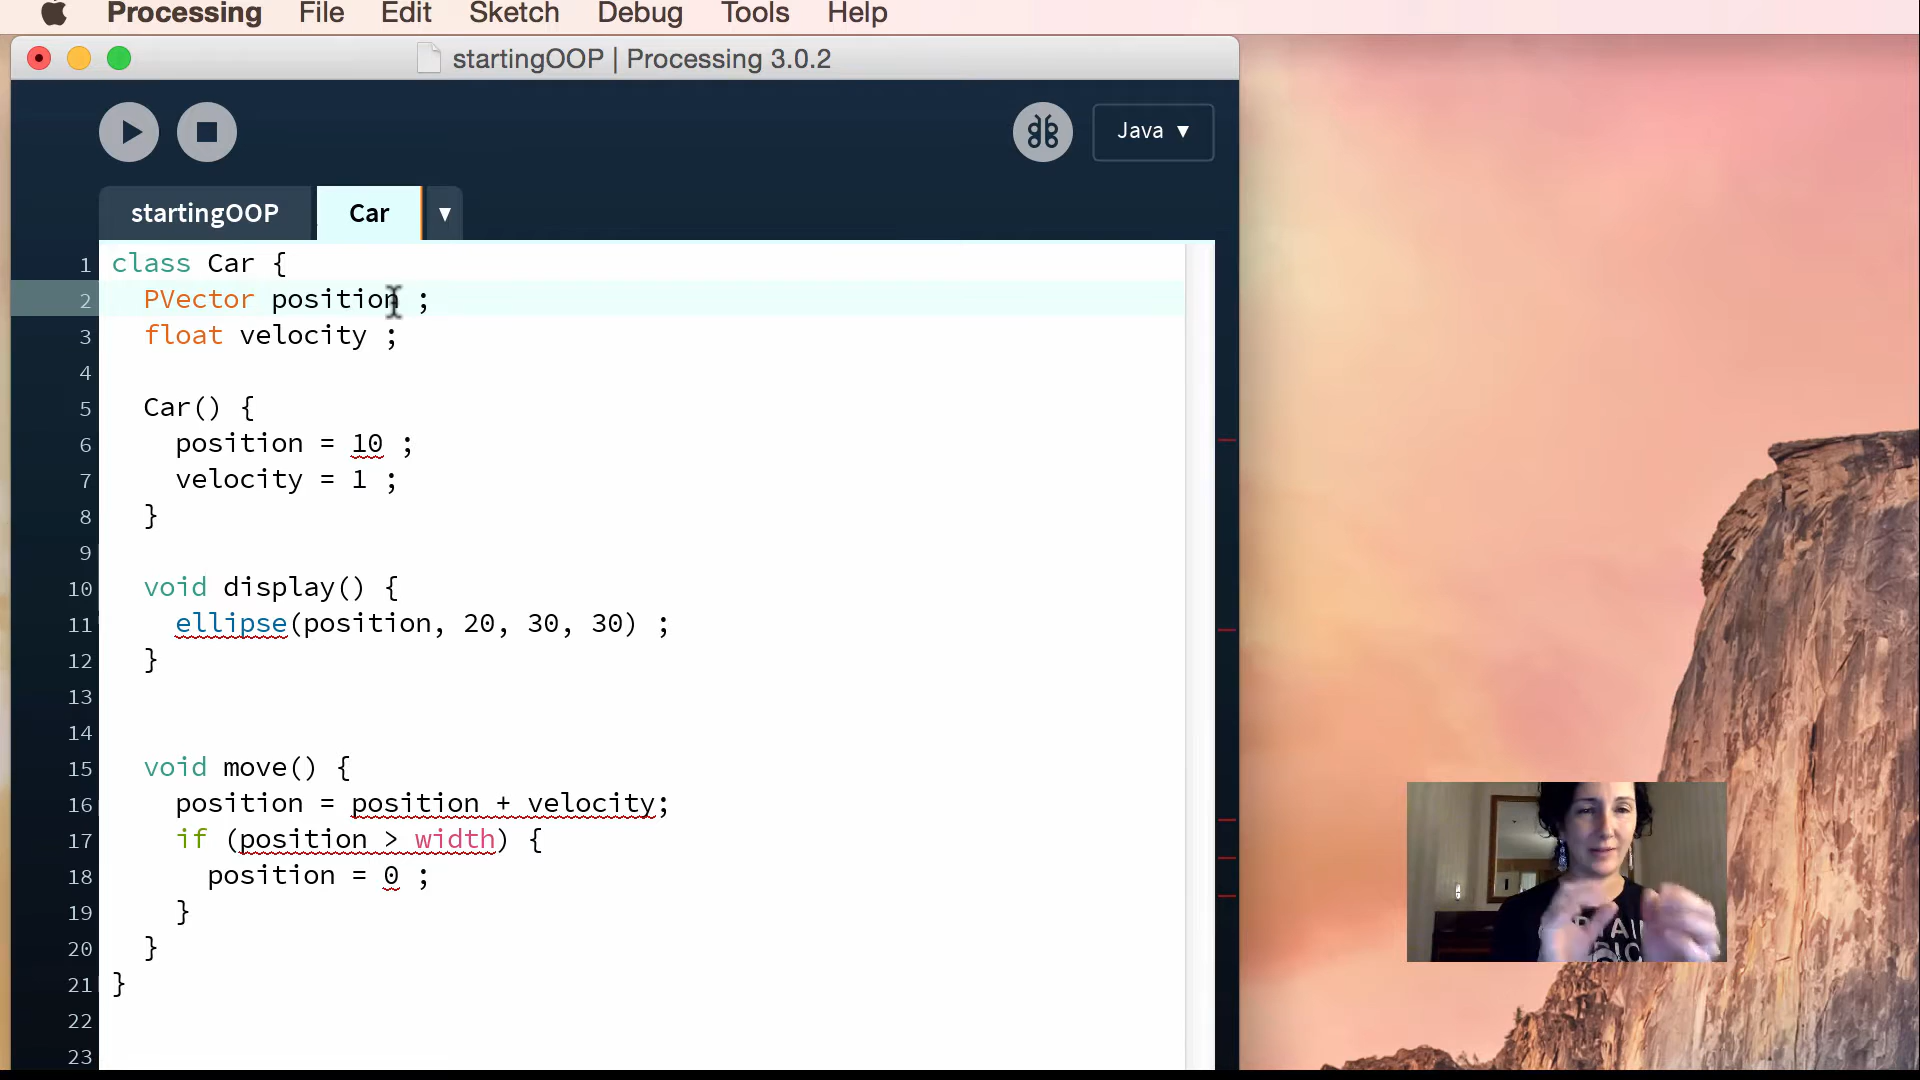 Processing File Edit Sketch Debug Tools Help
startingOOP | Processing 3.0.2
Java ▼
startingOOP Car ▼
1 class Car {
2 PVector position ;
3 float velocity ;
4
5 Car() {
6 position = 10 ;
7 velocity = 1 ;
8 }
9
10 void display() {
11 ellipse(position, 20, 30, 30) ;
12 }
13
14
15 void move() {
16 position = position + velocity;
17 if (position > width) {
18 position = 0 ;
19 }
20 }
21 }
22
23